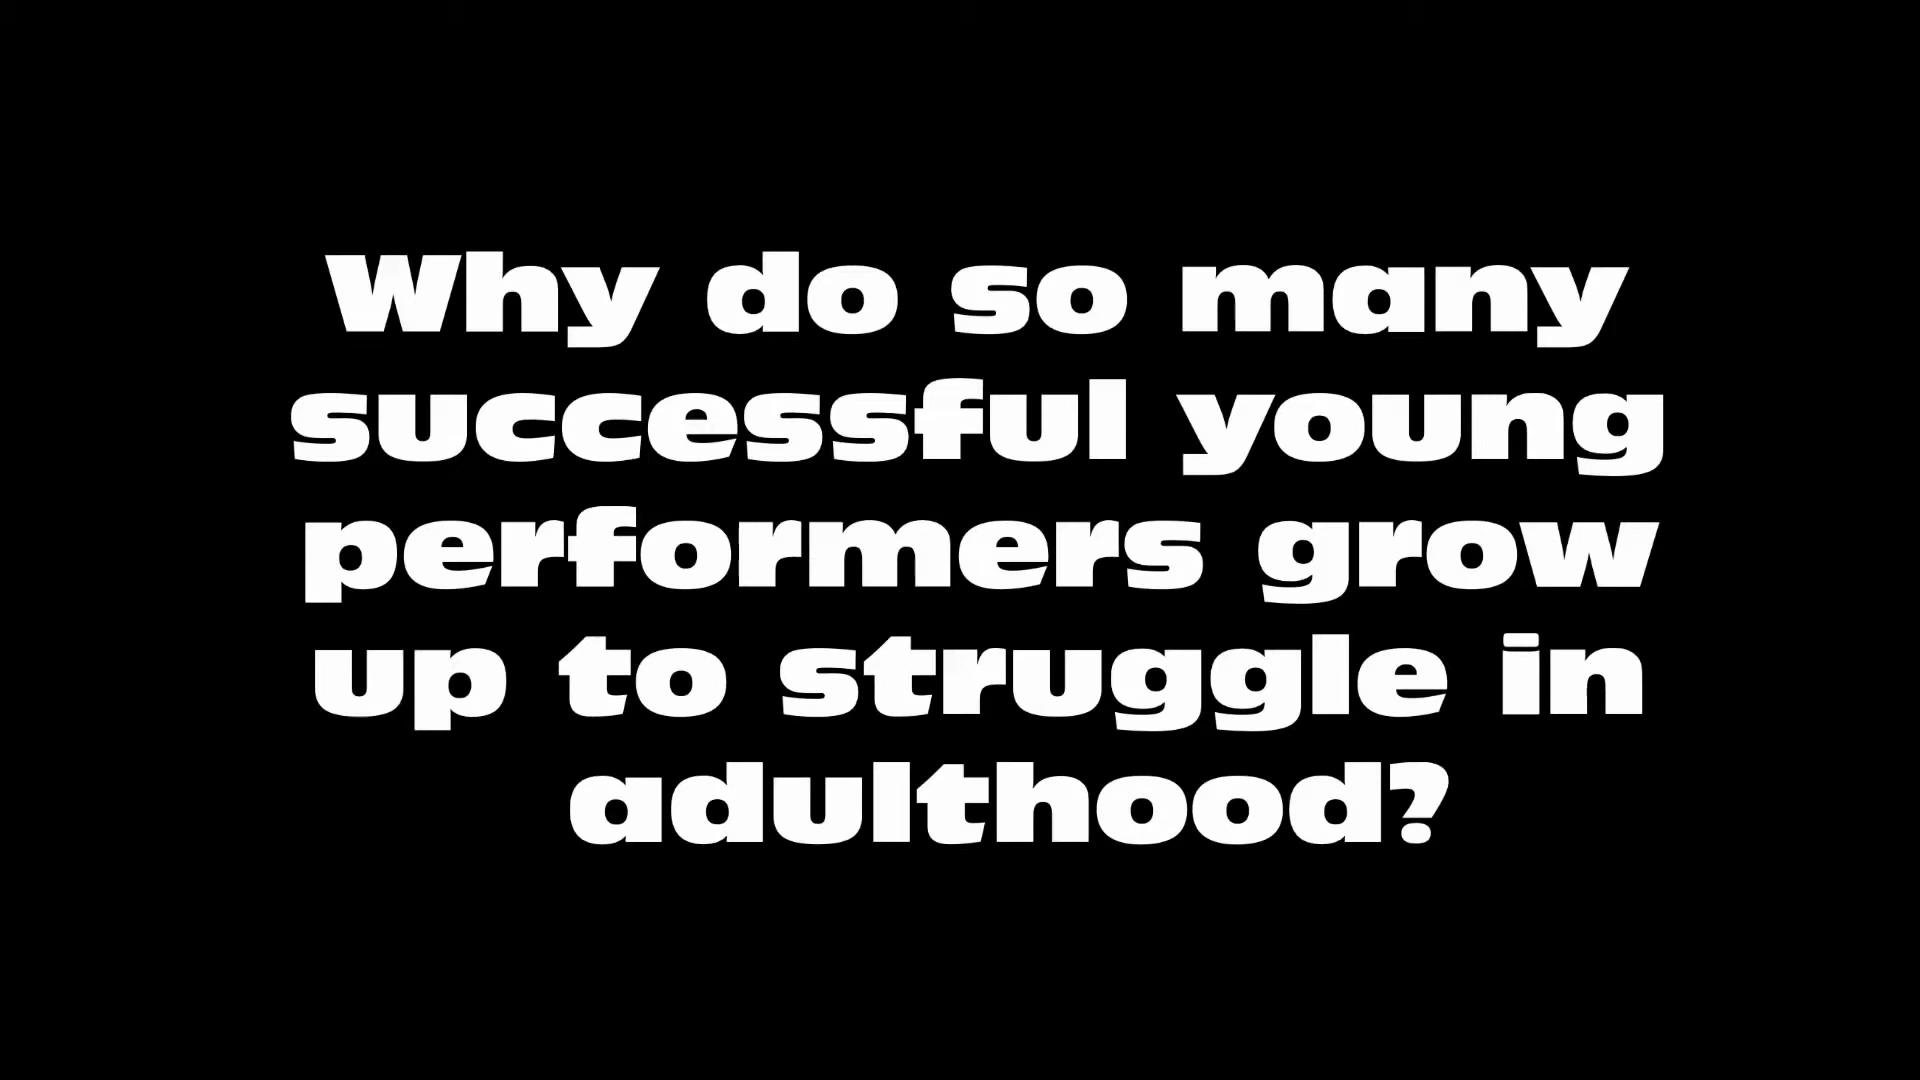 Why do so many
successful young
performers grow
up to struggle in
adulthood?